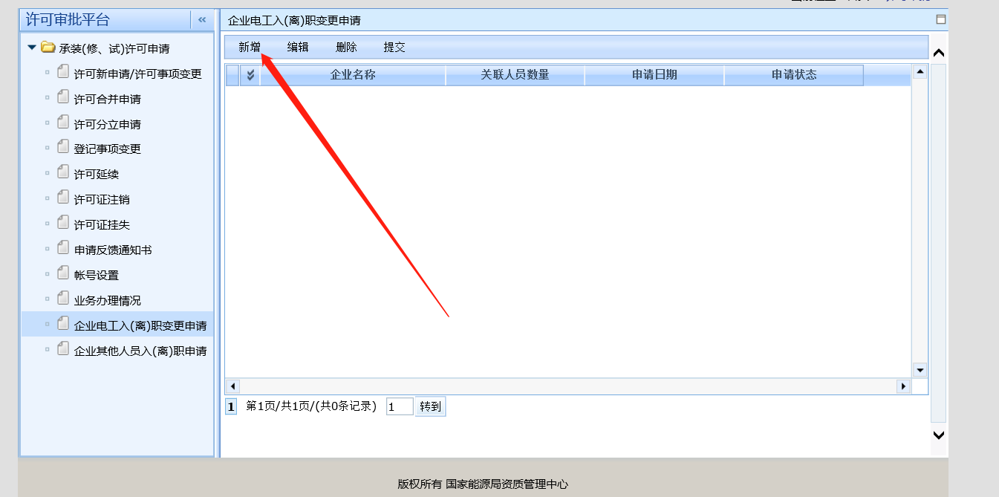 许可审批平台
企业电工入(离)职变更申请
承装(修、试)许可申请
许可新申请/许可事项变更
许可合并申请
许可分立申请
登记事项变更
许可延续
许可证注销
许可证挂失
申请反馈通知书
帐号设置
业务办理情况
企业电工入(离)职变更申请
企业其他人员入(离)职申请
新增 编辑 删除 提交
企业名称 关联人员数量 申请日期 申请状态
1 第1页/共1页/(共0条记录) 1 转到
版权所有 国家能源局资质管理中心